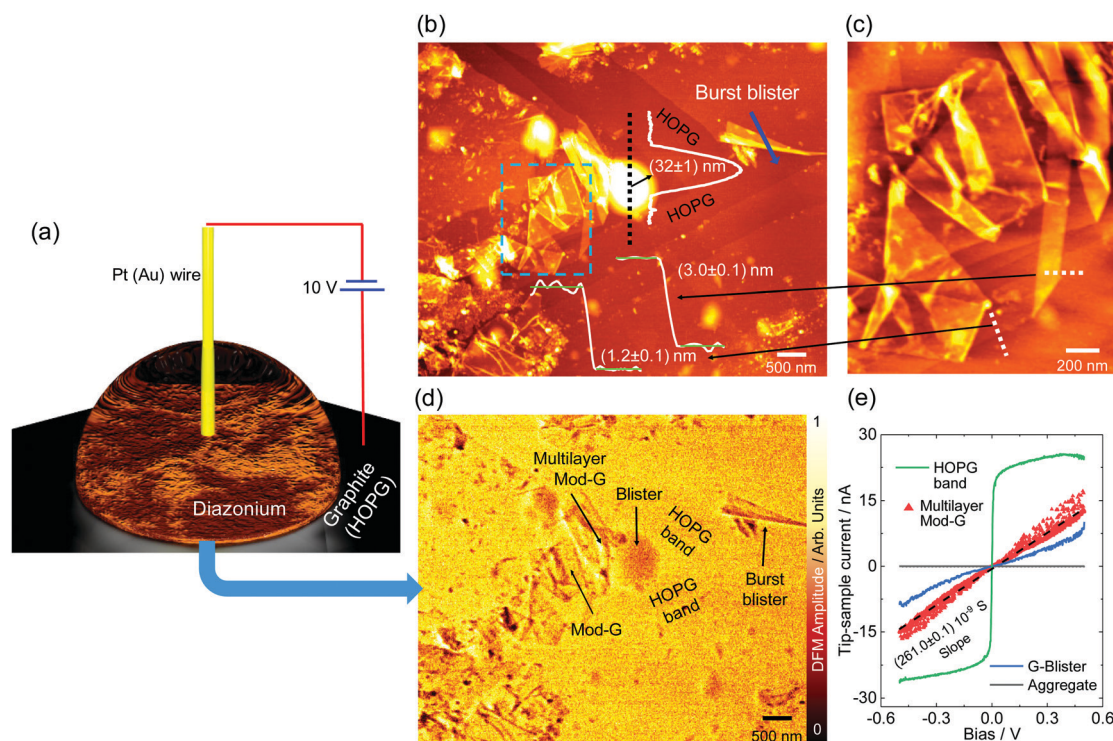 (a)
Pt (Au) wire
10 V
Diazonium
Graphite
(HOPG)
(b)
Burst blister
HOPG
(32±1) nm
HOPG
(3.0±0.1) nm
(1.2±0.1) nm
500 nm
(c)
200 nm
(d)
Multilayer
Mod-G
Blister
HOPG
band
HOPG
band
Mod-G
Burst
blister
500 nm
1
DFM Amplitude / Arb. Units
0
(e)
30
15
0
-15
-30
Tip-sample current / nA
HOPG
band
Multilayer
Mod-G
(261.0±0.1) 10⁻⁹ S
Slope
G-Blister
Aggregate
-0.6
-0.3
0.0
0.3
0.6
Bias / V